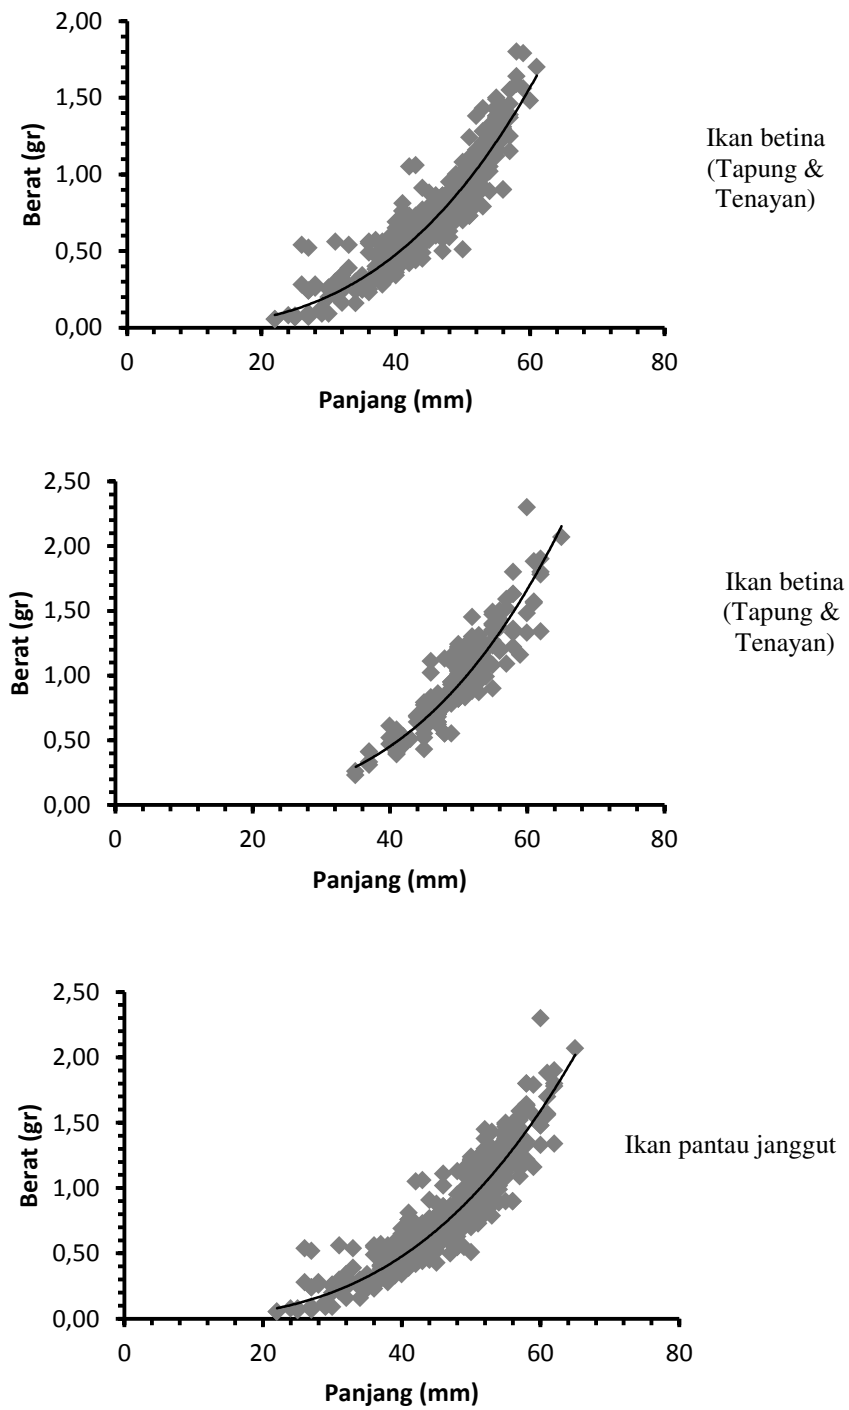 2,00
1,50
1,00
0,50
0,00
Berat (gr)
0 20 40 60 80
Panjang (mm)
Ikan betina
(Tapung &
Tenayan)
2,50
2,00
1,50
1,00
0,50
0,00
Berat (gr)
0 20 40 60 80
Panjang (mm)
Ikan betina
(Tapung &
Tenayan)
2,50
2,00
1,50
1,00
0,50
0,00
Berat (gr)
0 20 40 60 80
Panjang (mm)
Ikan pantau janggut